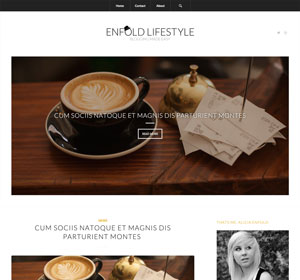 Home Contact About
ENFOLD LIFESTYLE
CUM SOCIIS NATOQUE ET MAGNIS DIS PARTURIENT MONTES
READ MORE
CUM SOCIIS NATOQUE ET MAGNIS DIS
PARTURIENT MONTES